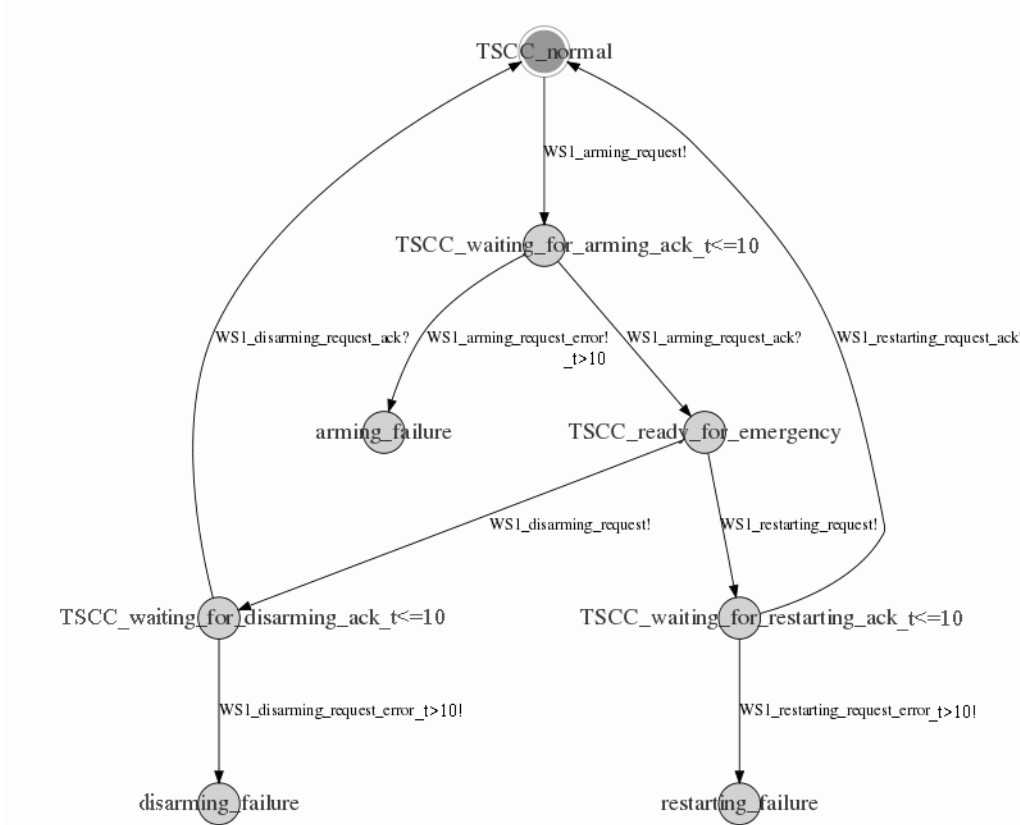 TSCC_normal
WS1_arming_request!
TSCC_waiting_for_arming_ack_t<=10
WS1_disarming_request_ack?
WS1_arming_request_error!
_t>10
WS1_arming_request_ack?
WS1_restarting_request_ack?
arming_failure
TSCC_ready_for_emergency
WS1_disarming_request!
WS1_restarting_request!
TSCC_waiting_for_disarming_ack_t<=10
TSCC_waiting_for_restarting_ack_t<=10
WS1_disarming_request_error_t>10!
WS1_restarting_request_error_t>10!
disarming_failure
restarting_failure